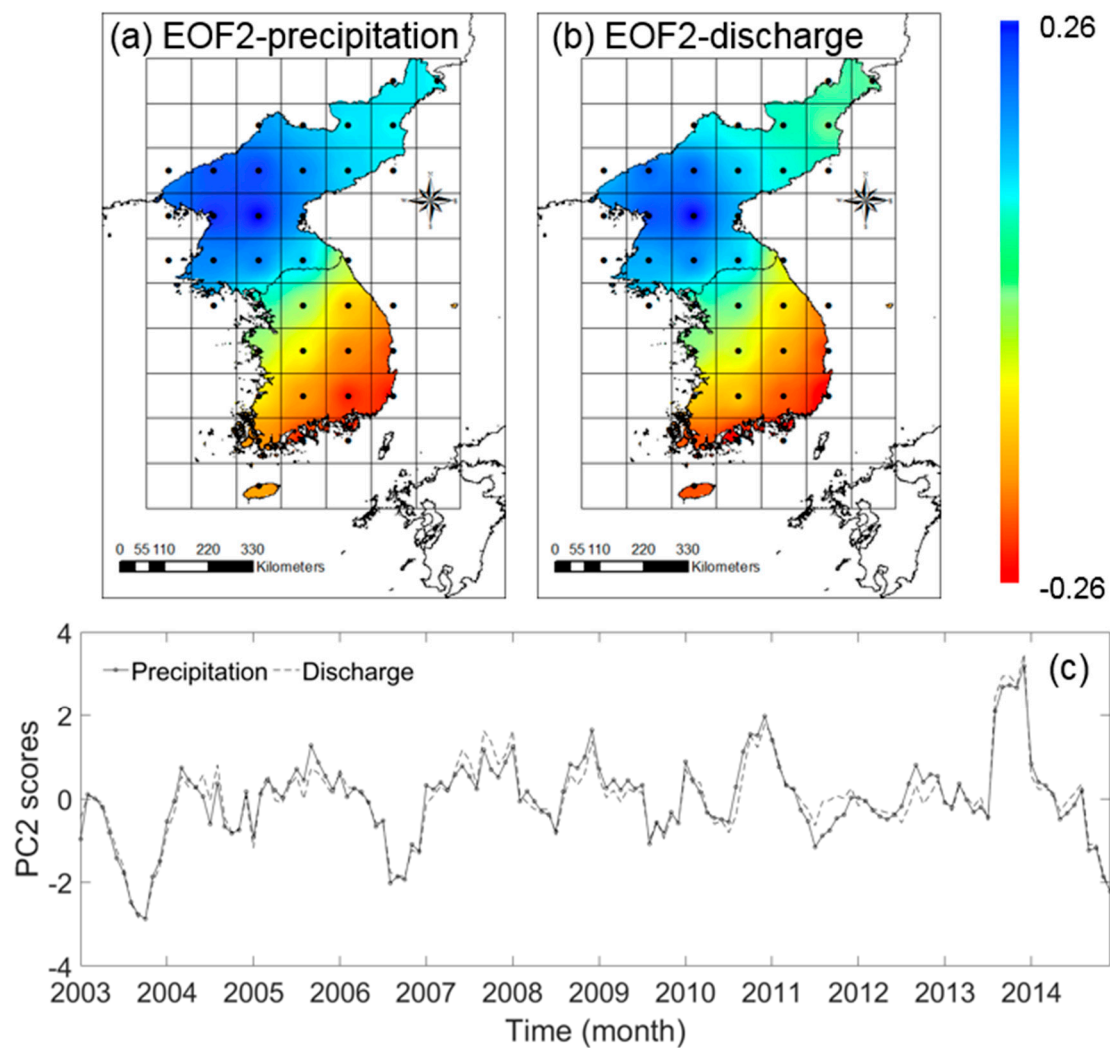 (a) EOF2-precipitation
(b) EOF2-discharge
0.26
-0.26
0 55 110 220 330
Kilometers
0 55 110 220 330
Kilometers
4
2
0
-2
-4
PC2 scores
Precipitation
Discharge
(c)
2003 2004 2005 2006 2007 2008 2009 2010 2011 2012 2013 2014
Time (month)